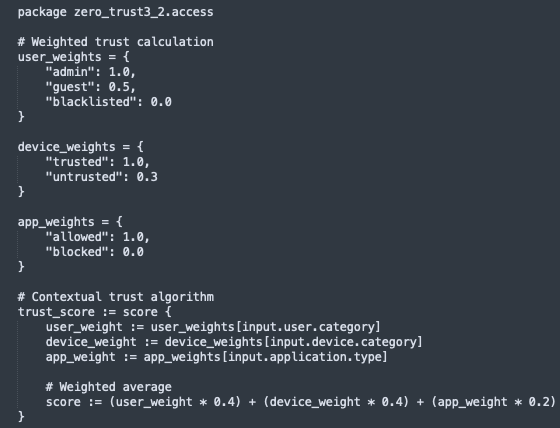 package zero_trust3_2.access
# Weighted trust calculation
user_weights = {
"admin": 1.0,
"guest": 0.5,
"blacklisted": 0.0
}
device_weights = {
"trusted": 1.0,
"untrusted": 0.3
}
app_weights = {
"allowed": 1.0,
"blocked": 0.0
}
# Contextual trust algorithm
trust_score := score {
user_weight := user_weights[input.user.category]
device_weight := device_weights[input.device.category]
app_weight := app_weights[input.application.type]
# Weighted average
score := (user_weight * 0.4) + (device_weight * 0.4) + (app_weight * 0.2)
}